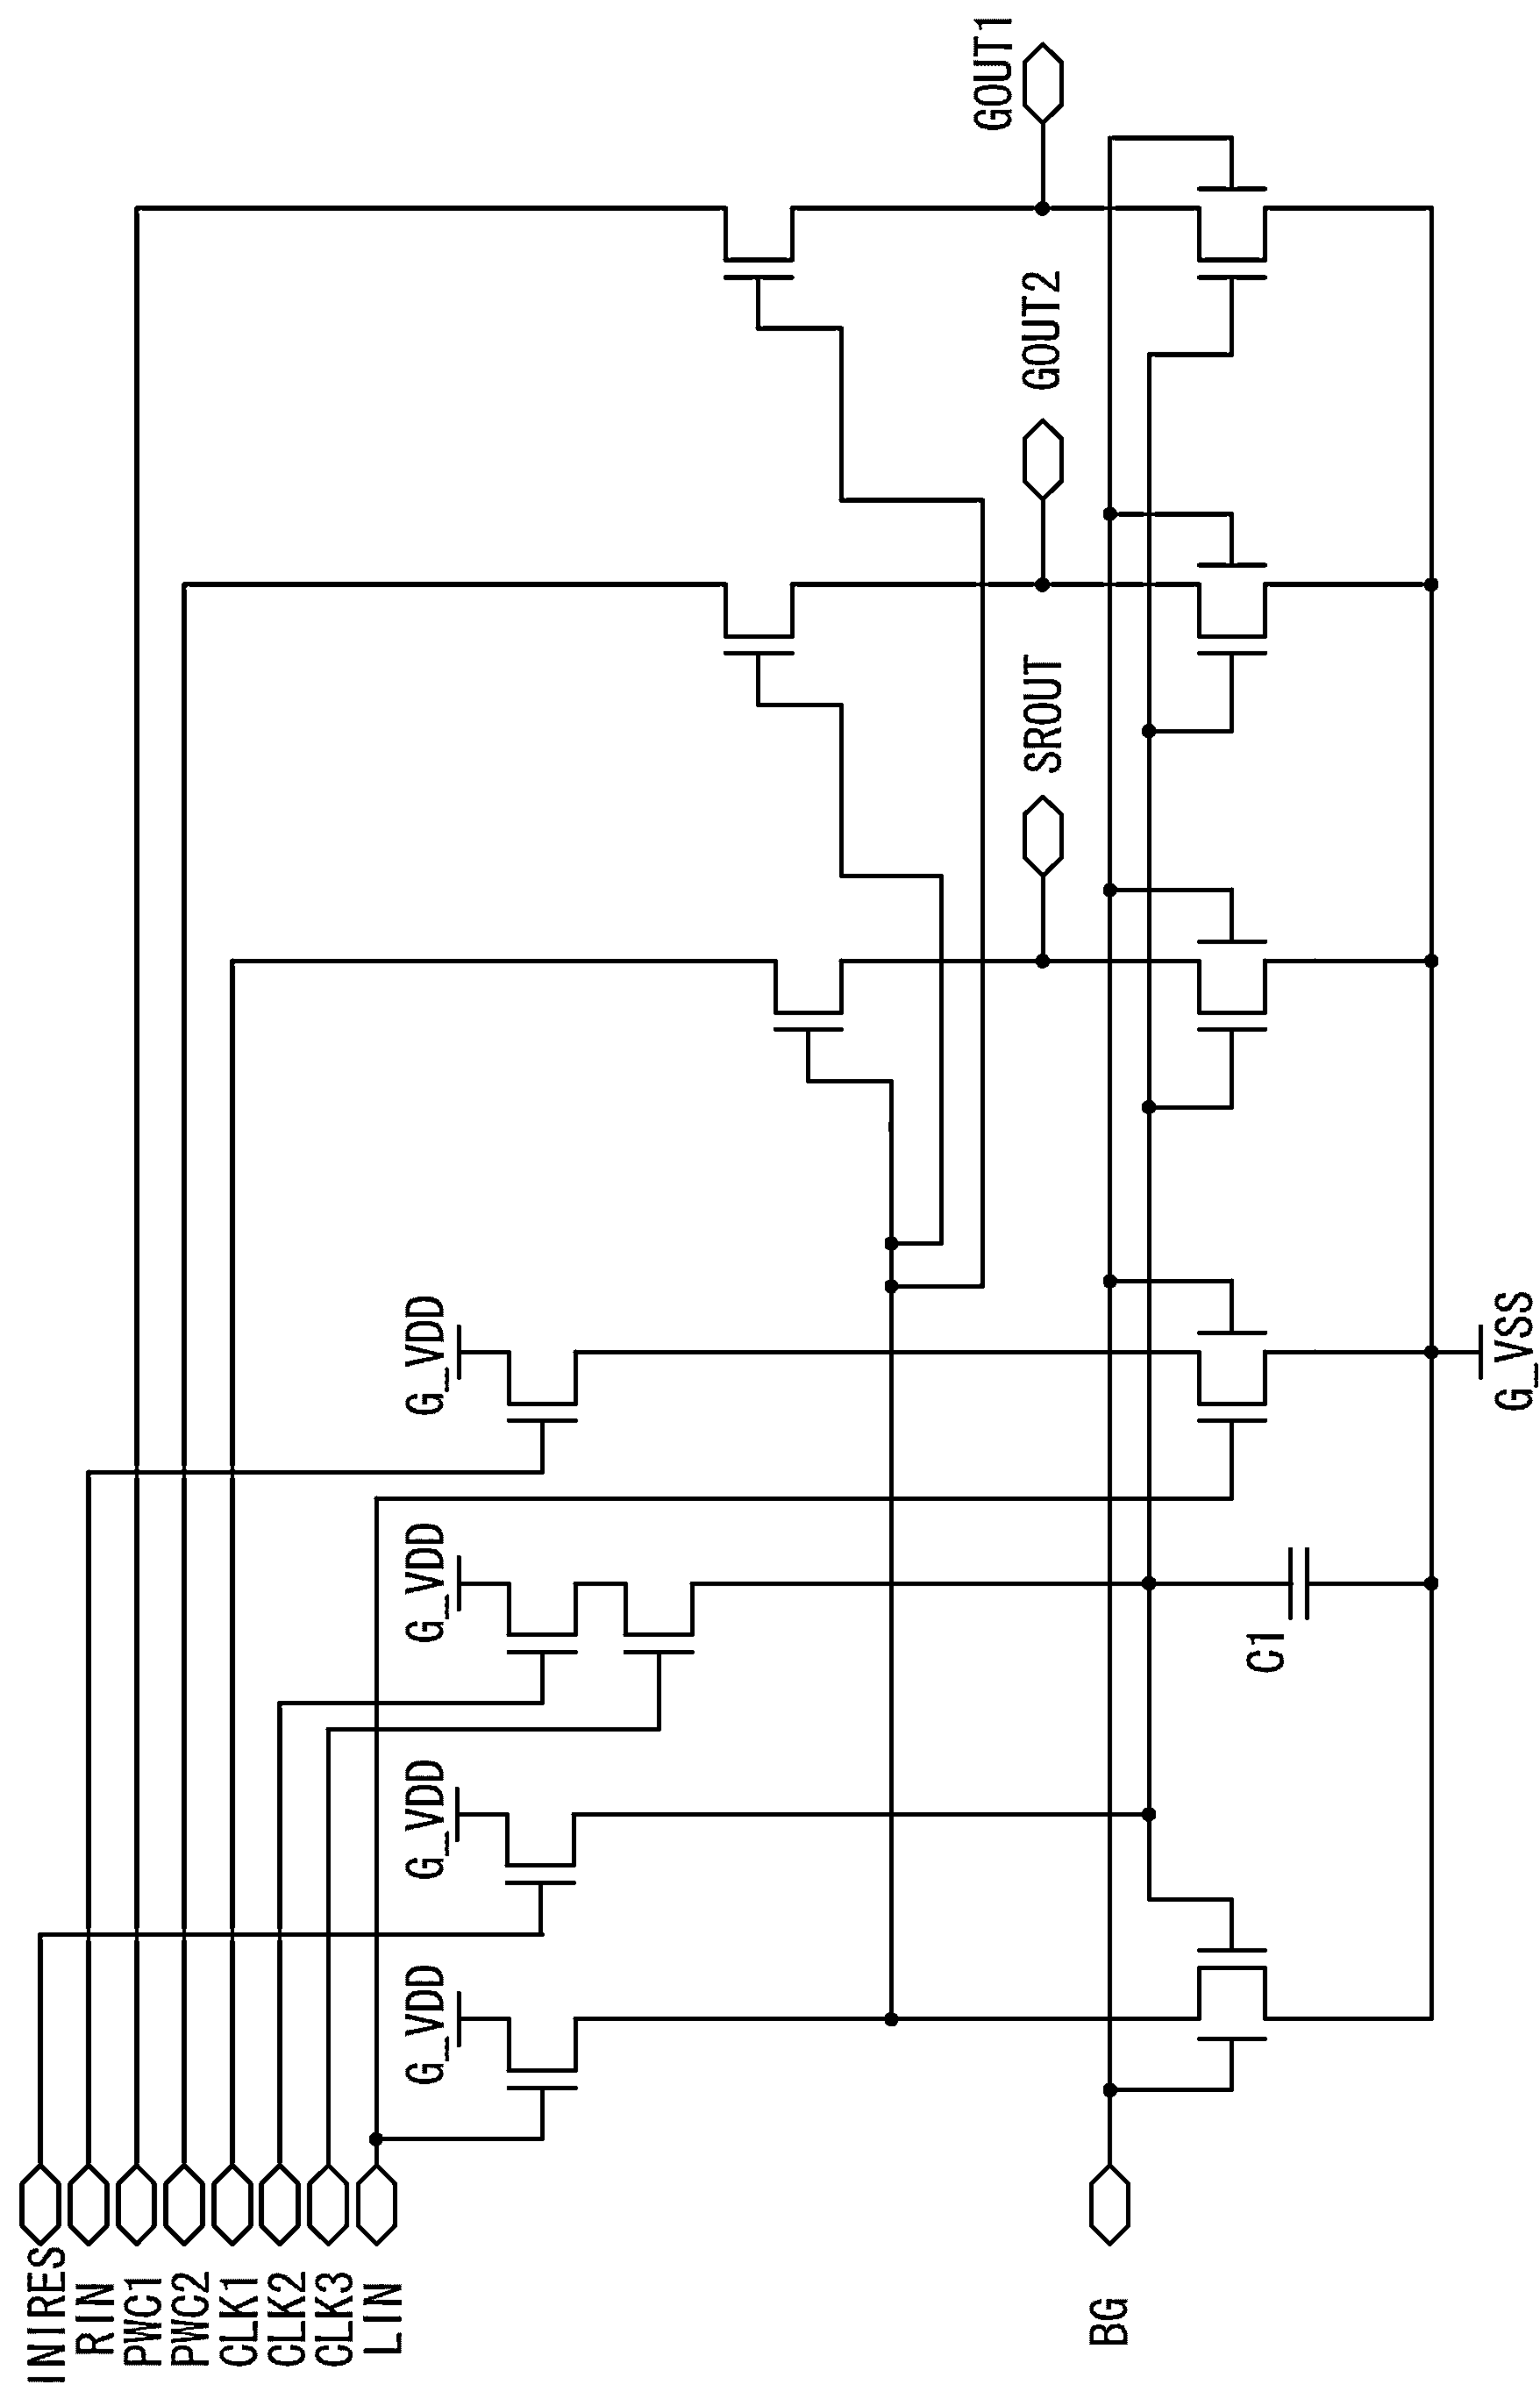 INIRES
RIN
PWC1
PWC2
CLK1
CLK2
CLK3
LIN
G_VDD
G_VDD
G_VDD
G_VDD
GOUT1
SROUT
GOUT2
BG
C1
G_VSS